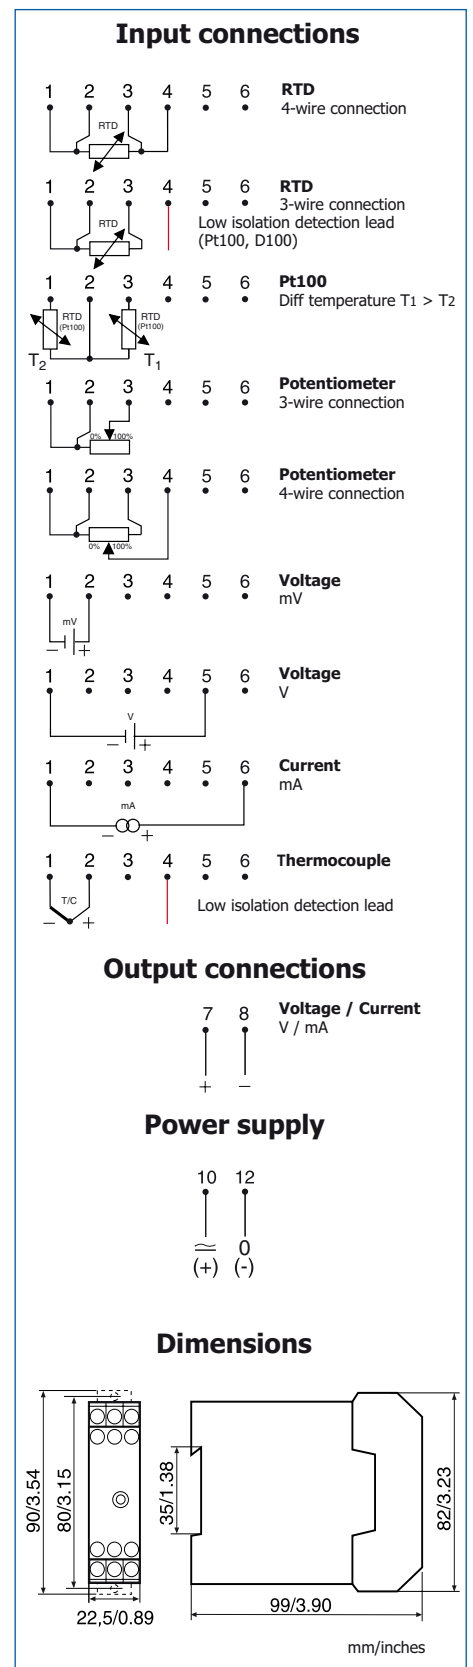 Input connections
1 2 3 4 5 6 RTD
4-wire connection
RTD
1 2 3 4 5 6 RTD
3-wire connection
RTD
Low isolation detection lead
(Pt100, D100)
1 2 3 4 5 6 Pt100
Diff temperature T1 > T2
RTD
(Pt100)
RTD
(Pt100)
T2 T1
1 2 3 4 5 6 Potentiometer
3-wire connection
0% 100%
1 2 3 4 5 6 Potentiometer
4-wire connection
0% 100%
1 2 3 4 5 6 Voltage
mV
mV
− +
1 2 3 4 5 6 Voltage
V
V
− +
1 2 3 4 5 6 Current
mA
mA
− +
1 2 3 4 5 6 Thermocouple
T/C
− +
Low isolation detection lead
Output connections
7 8 Voltage / Current
V / mA
+ −
Power supply
10 12
≃ 0
(+) (-)
Dimensions
90/3.54
80/3.15
35/1.38
82/3.23
22,5/0.89
99/3.90
mm/inches